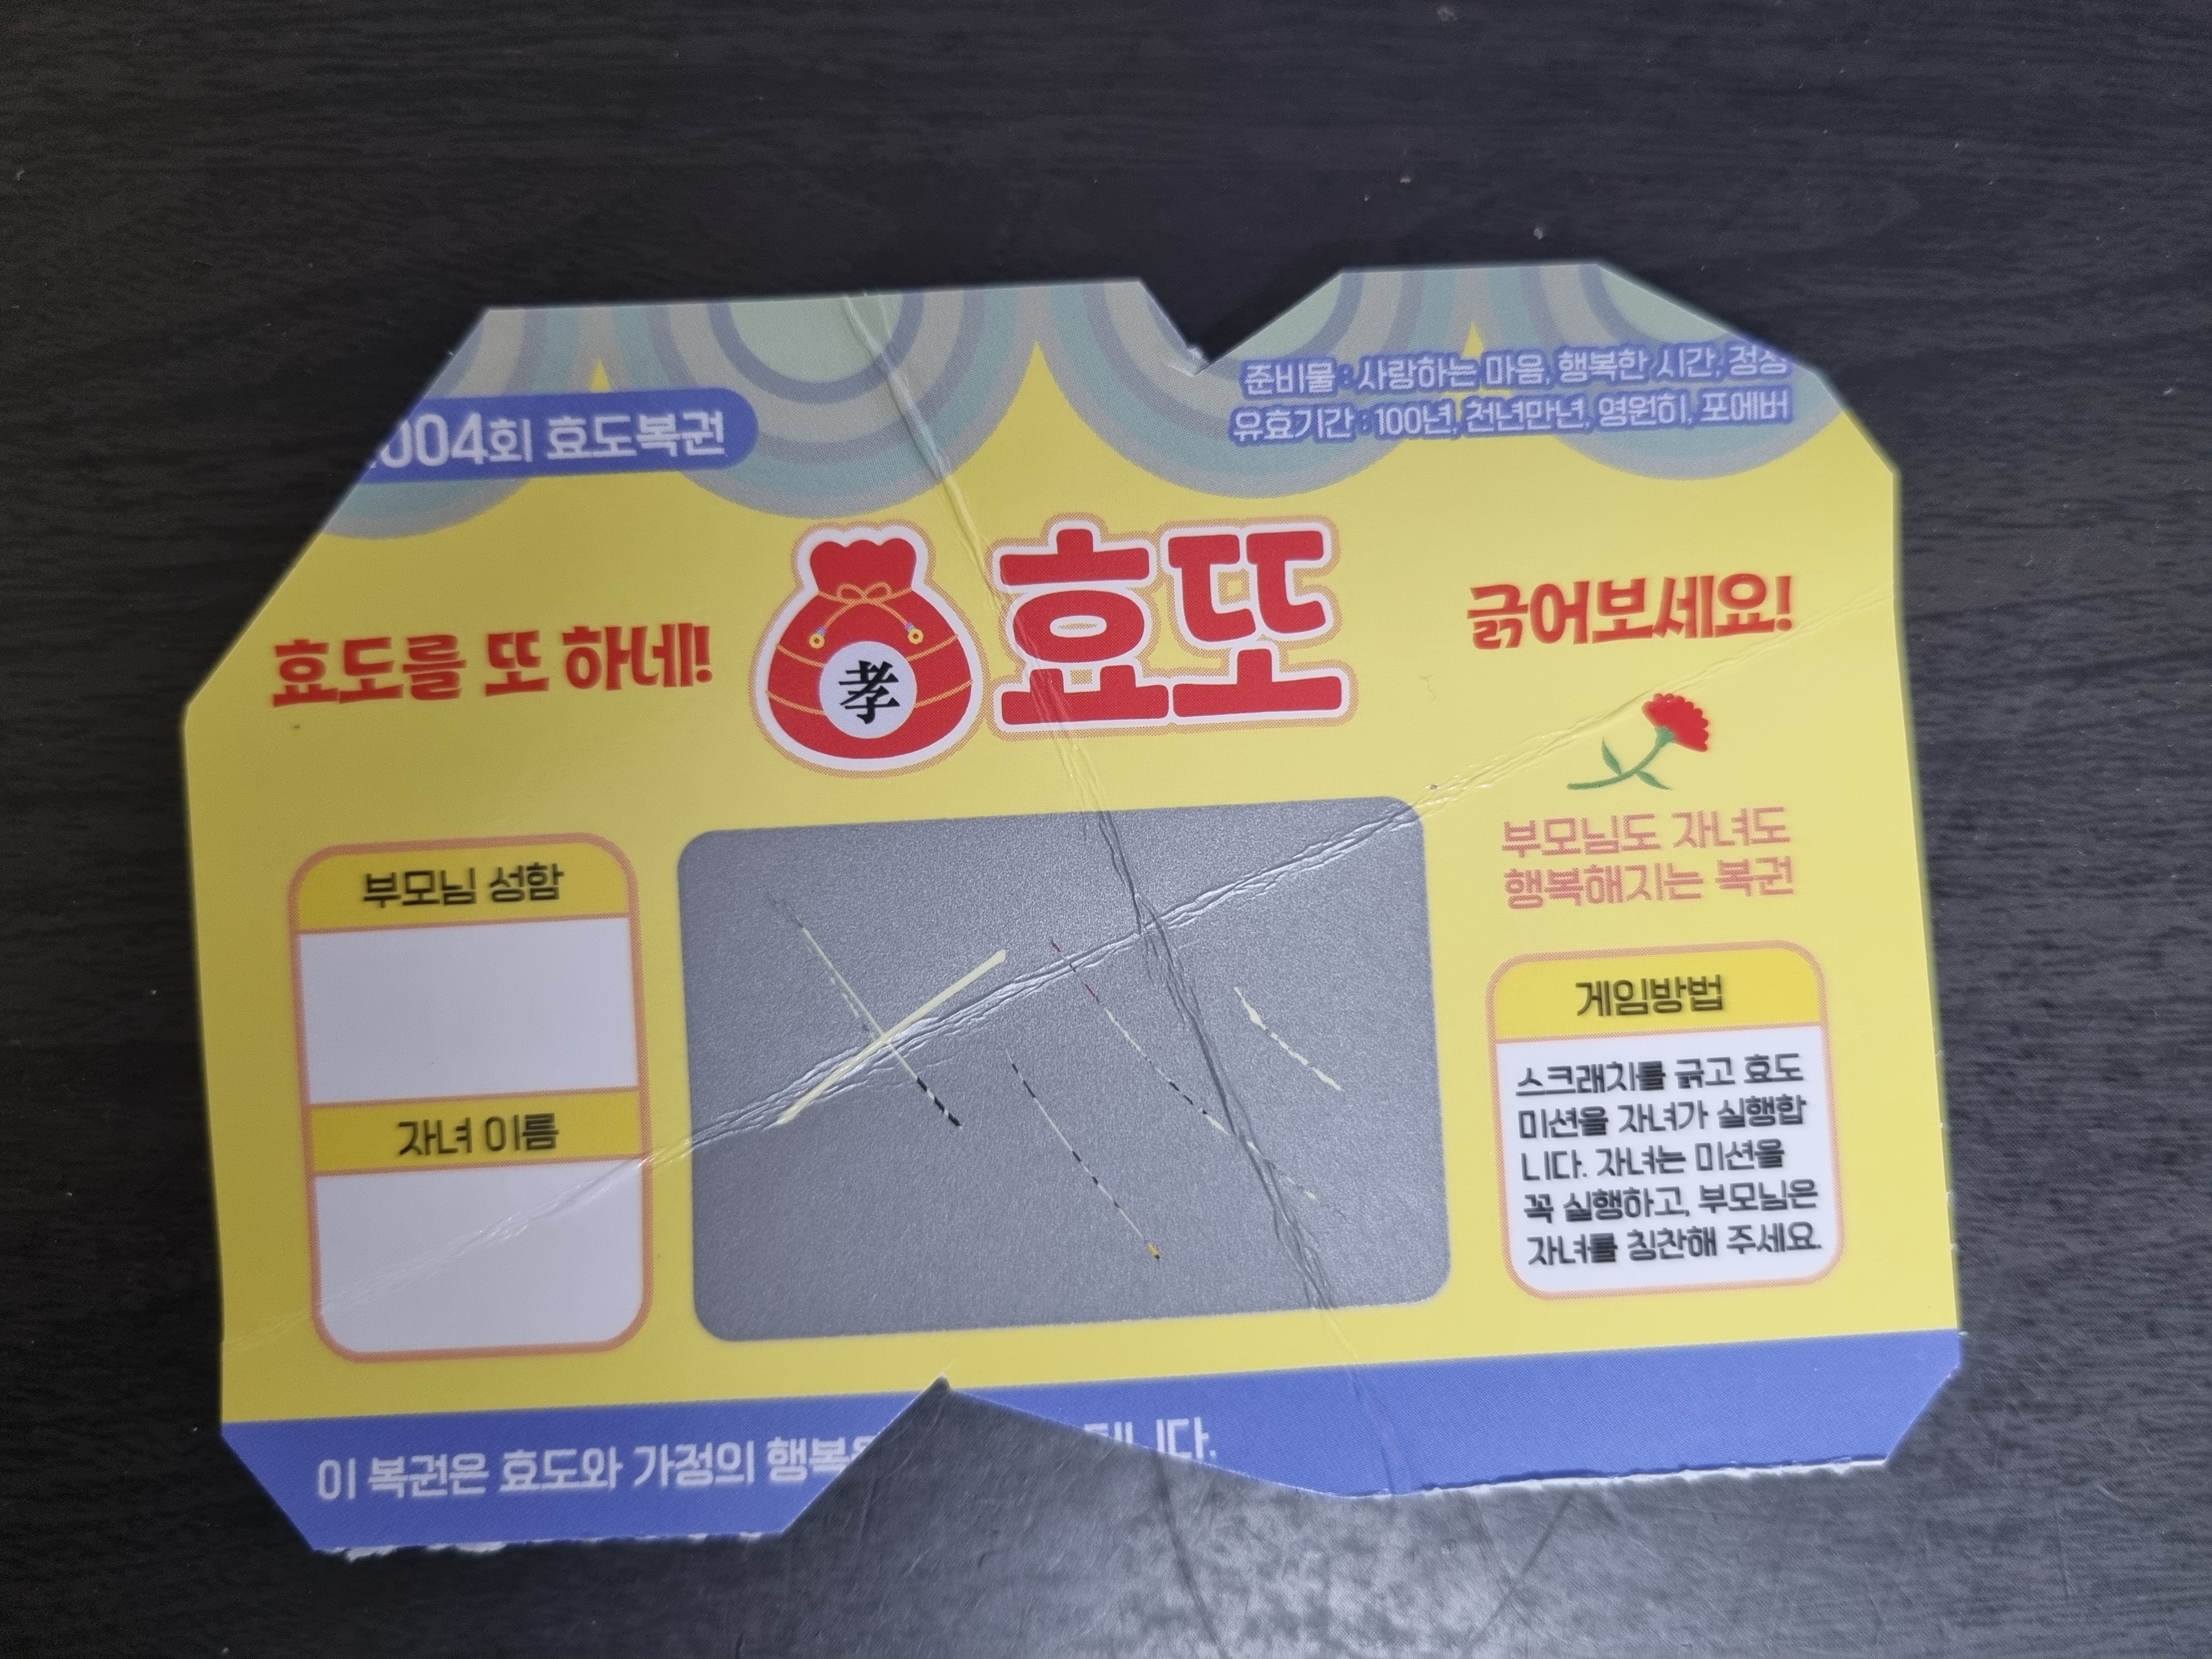 004회 효도복권
준비물 : 사랑하는 마음, 행복한 시간,
유효기간 : 100년, 천년만년, 영원히, 포에버
효도를 또 하네!
孝
효또
긁어보세요!
부모님도 자녀도
행복해지는 복권
부모님 성함
자녀 이름
게임방법
스크래치를 긁고 효도
미션을 자녀가 실행합
니다. 자녀는 미션을
꼭 실행하고, 부모님은
자녀를 칭찬해 주세요.
이 복권은 효도와 가정의